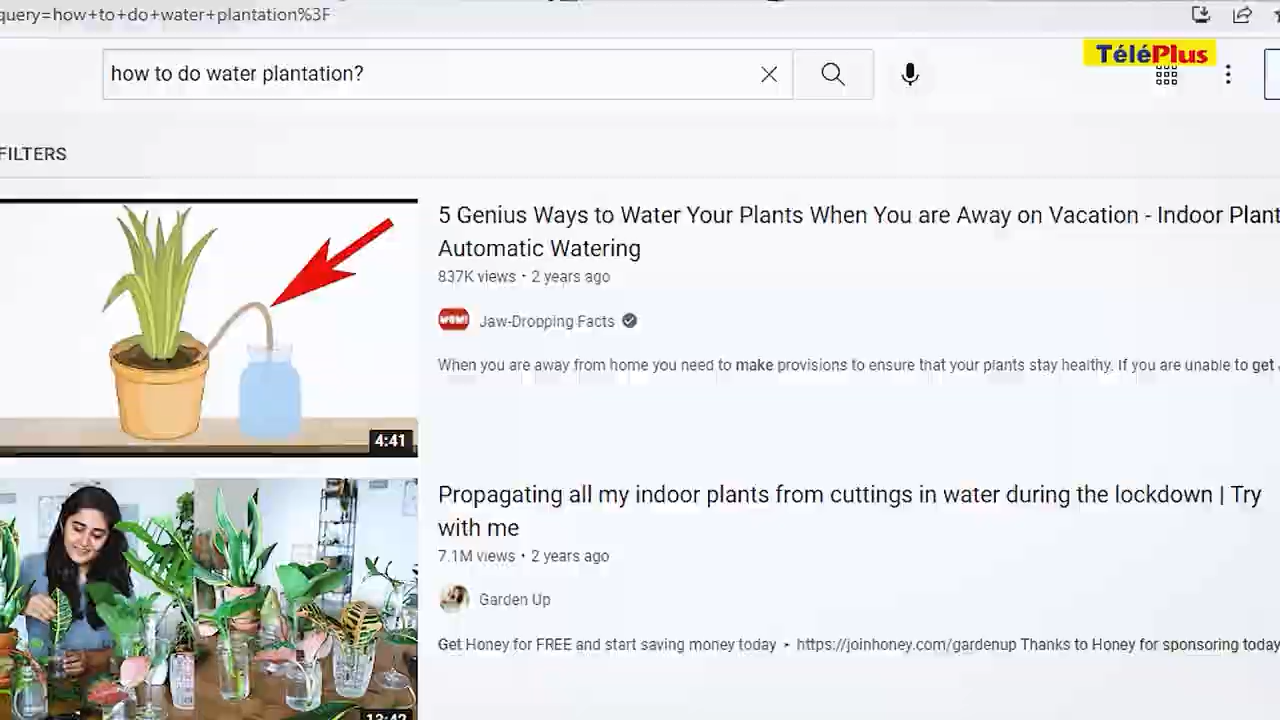 query=how+to+do+water+plantation%3F
TéléPlus
how to do water plantation?
FILTERS
5 Genius Ways to Water Your Plants When You are Away on Vacation - Indoor Plant
Automatic Watering
837K views • 2 years ago
WOW!
Jaw-Dropping Facts
When you are away from home you need to make provisions to ensure that your plants stay healthy. If you are unable to get
4:41
Propagating all my indoor plants from cuttings in water during the lockdown | Try
with me
7.1M views • 2 years ago
Garden Up
Get Honey for FREE and start saving money today ‣ https://joinhoney.com/gardenup Thanks to Honey for sponsoring today
13:42